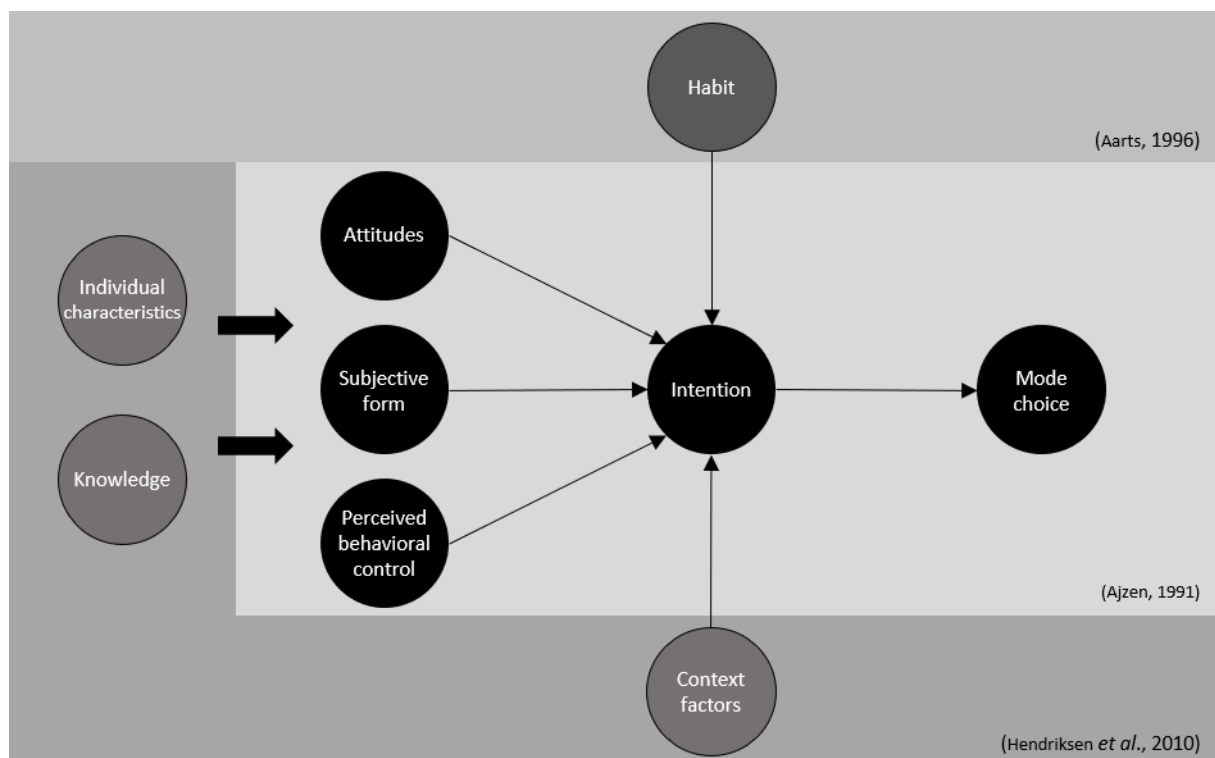 Habit
(Aarts, 1996)
Attitudes
Individual
characteristics
Subjective
form
Intention
Mode
choice
Knowledge
Perceived
behavioral
control
(Ajzen, 1991)
Context
factors
(Hendriksen et al., 2010)